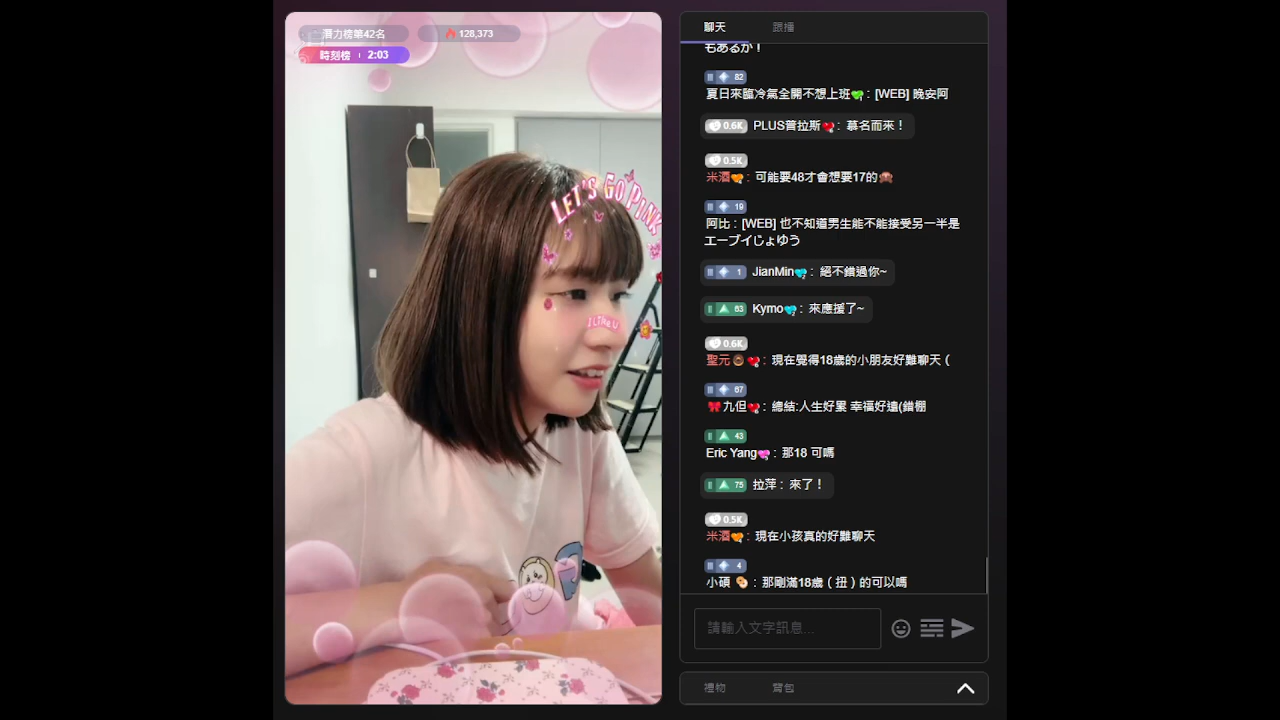 潛力榜第42名
128,373
時刻榜 2:03
LET'S GO PINK
I LIKE U
聊天 跟播
もあるか！
82
夏日來臨冷氣全開不想上班💚: [WEB] 晚安阿
0.6K PLUS普拉斯💘: 慕名而來！
0.5K
米酒🧡: 可能要48才會想要17的🙈
19
阿比: [WEB] 也不知道男生能不能接受另一半是
エーブイじょゆう
1 JianMin💙: 絕不錯過你~
63 Kymo💙: 來應援了~
0.6K
聖元🍩💘: 現在覺得18歲的小朋友好難聊天（
67
🎀九但💘: 總結:人生好累 幸福好遠(錯棚
43
Eric Yang💗: 那18 可嗎
75 拉萍: 來了！
0.5K
米酒🧡: 現在小孩真的好難聊天
4
小碩 🥠: 那剛滿18歲（扭）的可以嗎
請輸入文字訊息...
禮物 背包